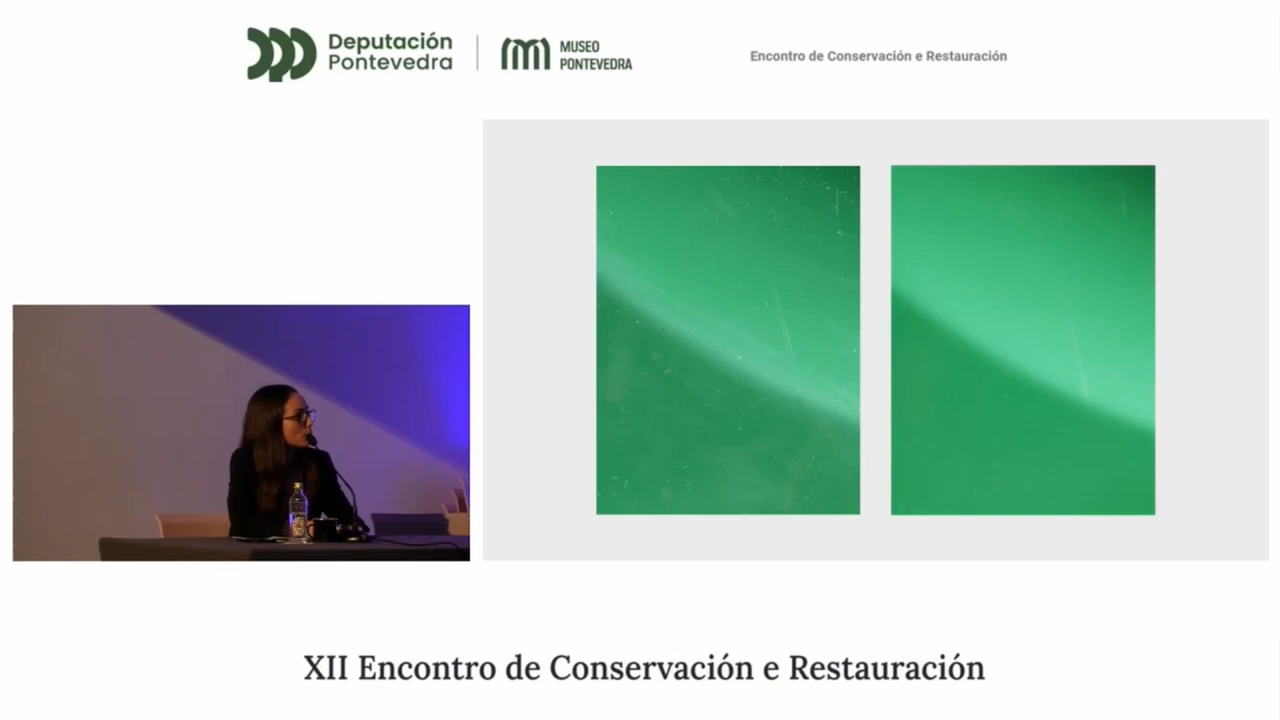 Deputación
Pontevedra
MUSEO
PONTEVEDRA
Encontro de Conservación e Restauración
XII Encontro de Conservación e Restauración